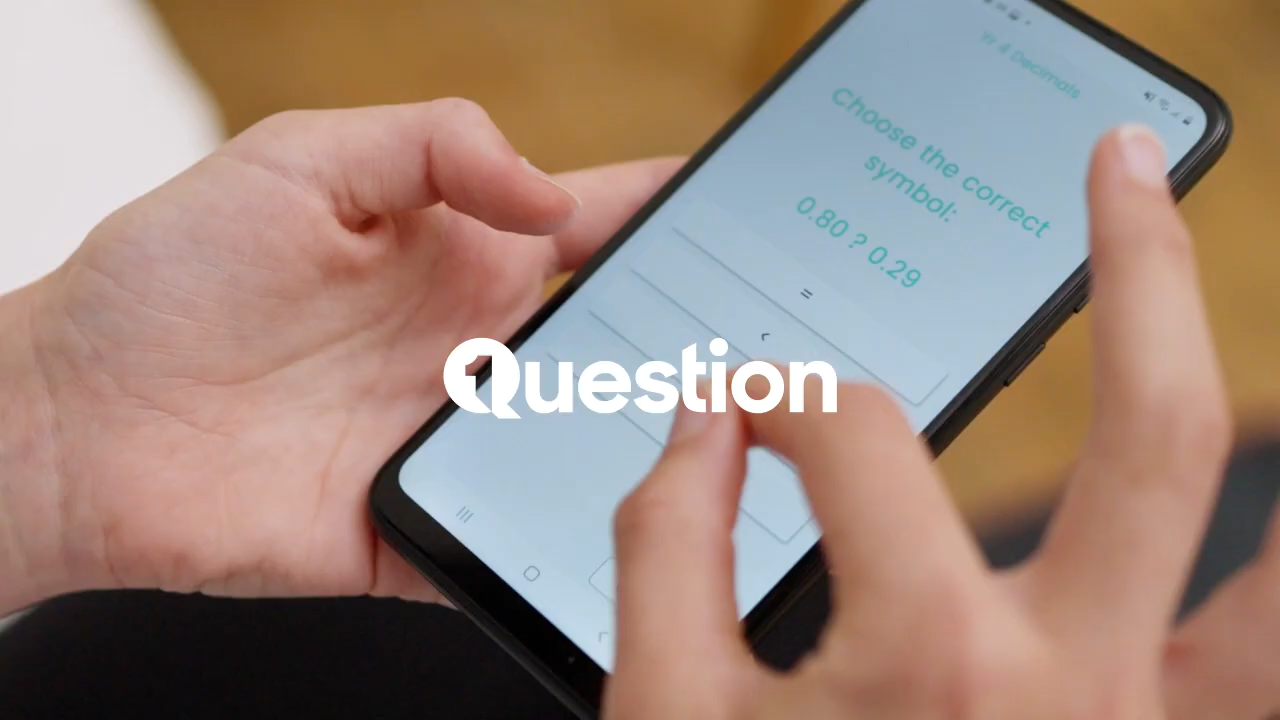 Yr 4 Decimals
Choose the correct
symbol:
0.80 ? 0.29
=
<
Question